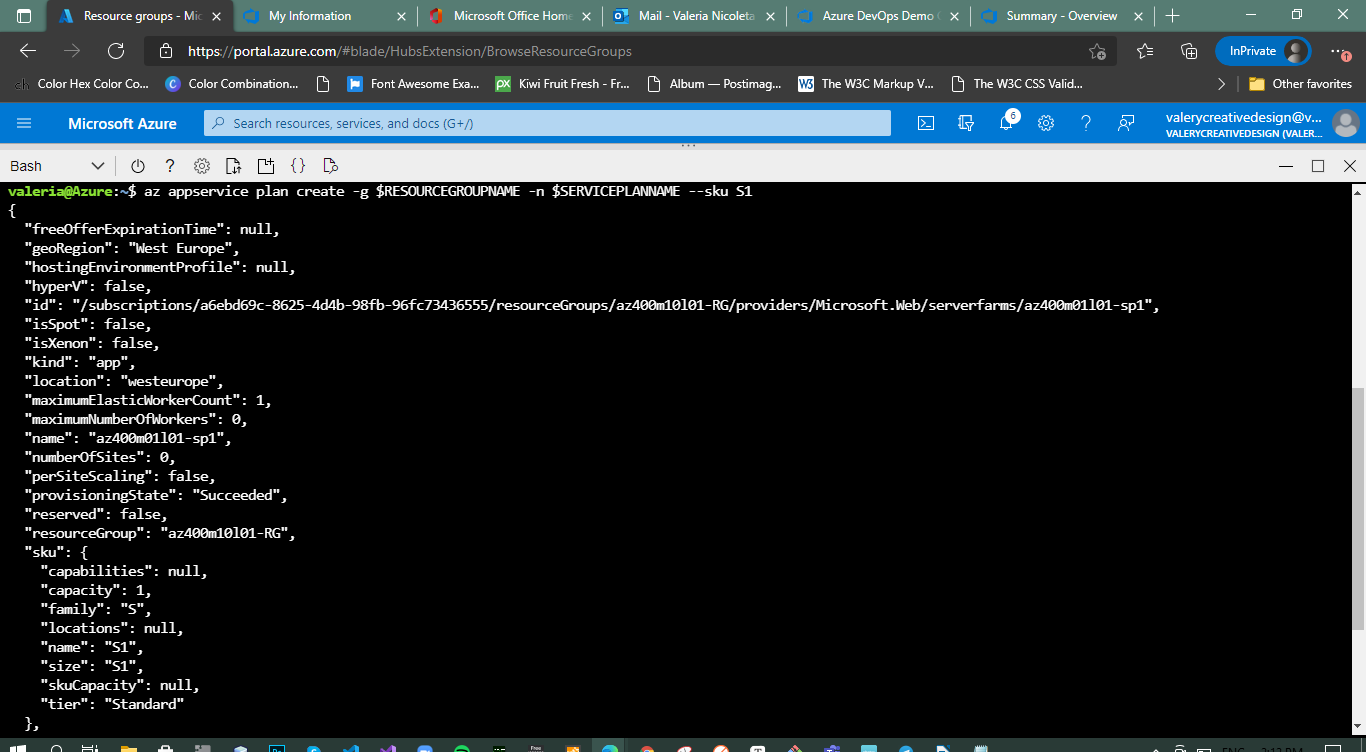 Resource groups - Mic
My Information
Microsoft Office Home
Mail - Valeria Nicoleta
Azure DevOps Demo
Summary - Overview
https://portal.azure.com/#blade/HubsExtension/BrowseResourceGroups
InPrivate
Color Hex Color Co...
Color Combination...
Font Awesome Exa...
Kiwi Fruit Fresh - Fr...
Album — Postimag...
The W3C Markup V...
The W3C CSS Valid...
Other favorites
Microsoft Azure
Search resources, services, and docs (G+/)
6
valerycreativedesign@v...
VALERYCREATIVEDESIGN (VALER...
Bash
valeria@Azure:~$ az appservice plan create -g $RESOURCEGROUPNAME -n $SERVICEPLANNAME --sku S1
{
"freeOfferExpirationTime": null,
"geoRegion": "West Europe",
"hostingEnvironmentProfile": null,
"hyperV": false,
"id": "/subscriptions/a6ebd69c-8625-4d4b-98fb-96fc73436555/resourceGroups/az400m10l01-RG/providers/Microsoft.Web/serverfarms/az400m01l01-sp1",
"isSpot": false,
"isXenon": false,
"kind": "app",
"location": "westeurope",
"maximumElasticWorkerCount": 1,
"maximumNumberOfWorkers": 0,
"name": "az400m01l01-sp1",
"numberOfSites": 0,
"perSiteScaling": false,
"provisioningState": "Succeeded",
"reserved": false,
"resourceGroup": "az400m10l01-RG",
"sku": {
"capabilities": null,
"capacity": 1,
"family": "S",
"locations": null,
"name": "S1",
"size": "S1",
"skuCapacity": null,
"tier": "Standard"
},